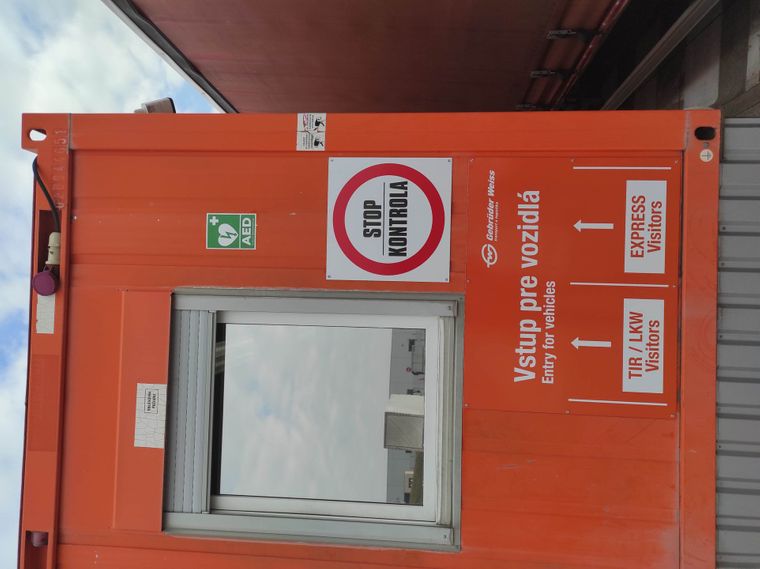 AED
STOP
KONTROLA
Gebrüder Weiss
Vstup pre vozidlá
Entry for vehicles
TIR / LKW
Visitors
EXPRESS
Visitors